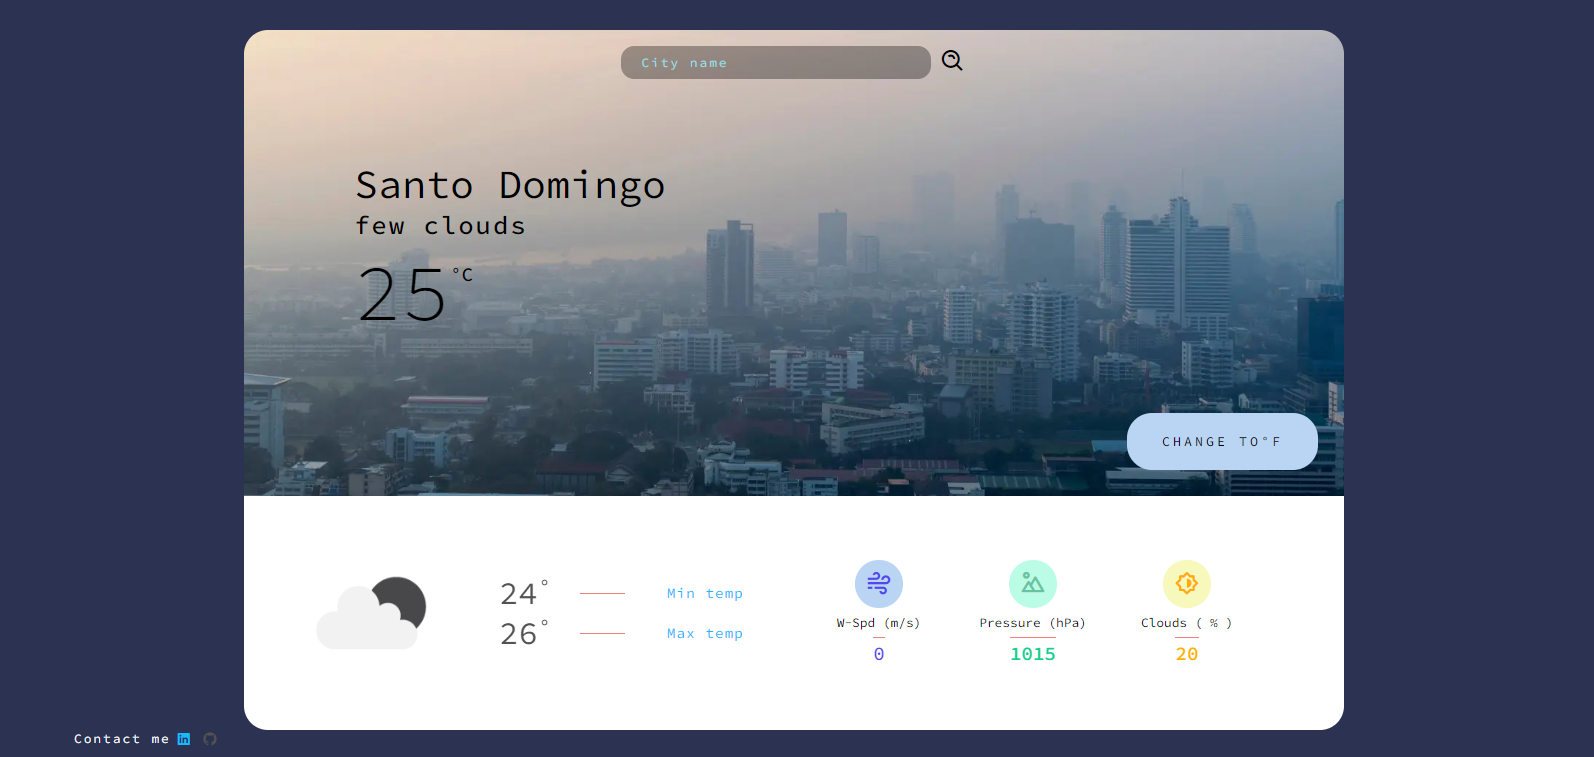 City name
Santo Domingo
few clouds
25 °C
CHANGE TO°F
24° Min temp
26° Max temp
W-Spd (m/s)
0
Pressure (hPa)
1015
Clouds ( % )
20
Contact me in